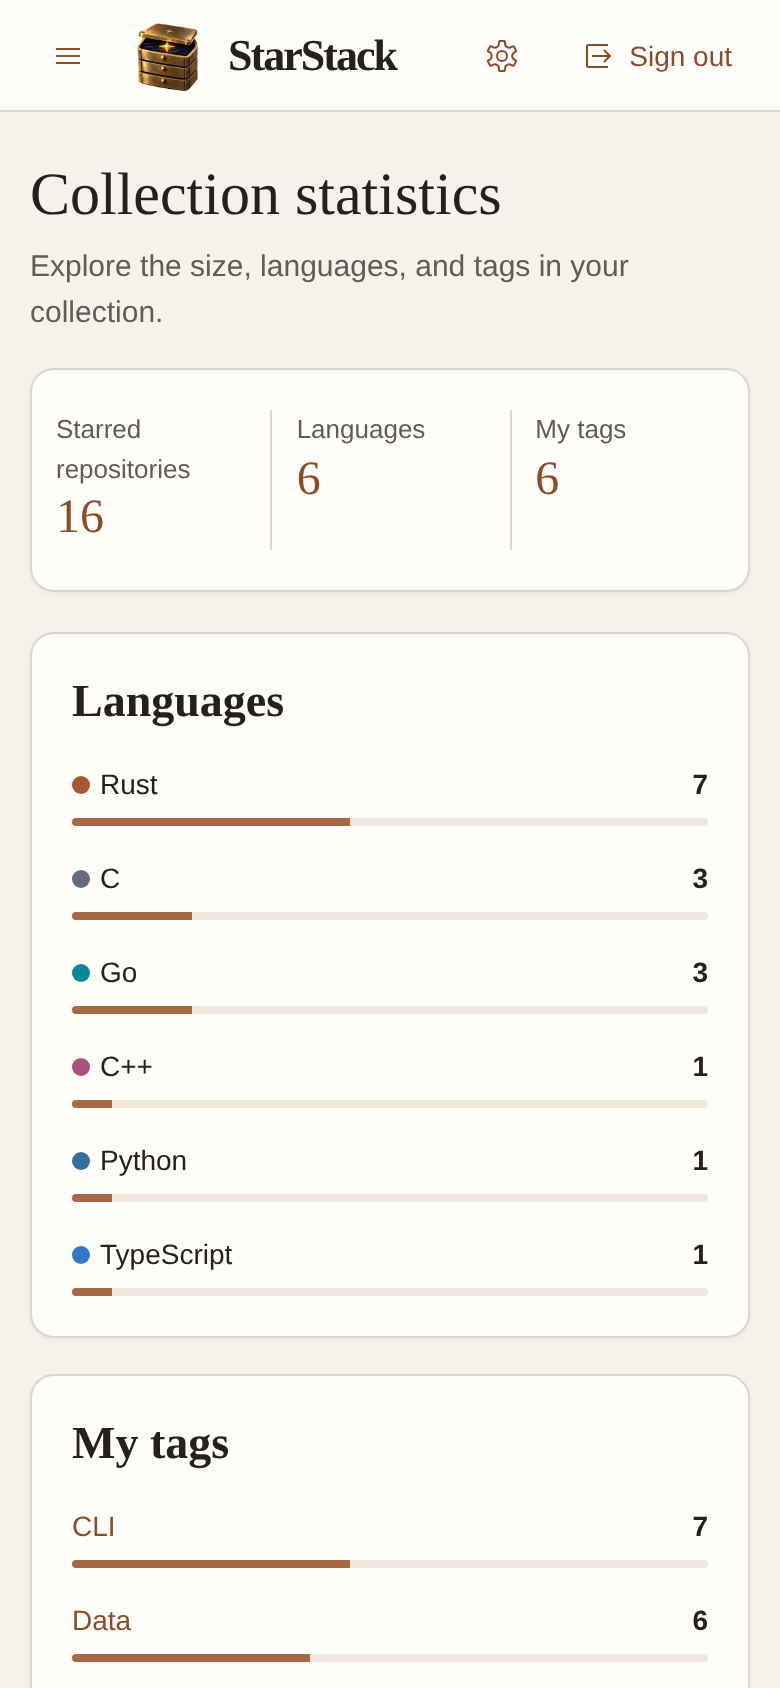 StarStack
Sign out
Collection statistics
Explore the size, languages, and tags in your
collection.
Starred
repositories
16
Languages
6
My tags
6
Languages
Rust 7
C 3
Go 3
C++ 1
Python 1
TypeScript 1
My tags
CLI 7
Data 6